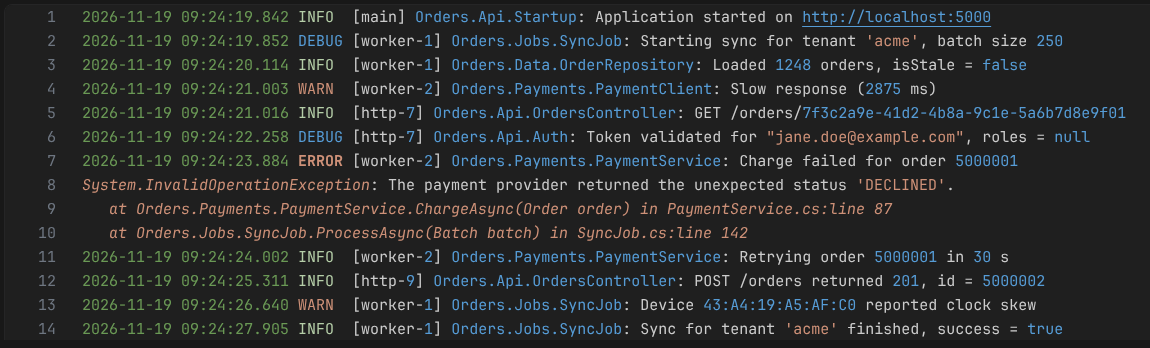 1 2026-11-19 09:24:19.842 INFO  [main] Orders.Api.Startup: Application started on http://localhost:5000
2 2026-11-19 09:24:19.852 DEBUG [worker-1] Orders.Jobs.SyncJob: Starting sync for tenant 'acme', batch size 250
3 2026-11-19 09:24:20.114 INFO  [worker-1] Orders.Data.OrderRepository: Loaded 1248 orders, isStale = false
4 2026-11-19 09:24:21.003 WARN  [worker-2] Orders.Payments.PaymentClient: Slow response (2875 ms)
5 2026-11-19 09:24:21.016 INFO  [http-7] Orders.Api.OrdersController: GET /orders/7f3c2a9e-41d2-4b8a-9c1e-5a6b7d8e9f01
6 2026-11-19 09:24:22.258 DEBUG [http-7] Orders.Api.Auth: Token validated for "jane.doe@example.com", roles = null
7 2026-11-19 09:24:23.884 ERROR [worker-2] Orders.Payments.PaymentService: Charge failed for order 5000001
8 System.InvalidOperationException: The payment provider returned the unexpected status 'DECLINED'.
9    at Orders.Payments.PaymentService.ChargeAsync(Order order) in PaymentService.cs:line 87
10    at Orders.Jobs.SyncJob.ProcessAsync(Batch batch) in SyncJob.cs:line 142
11 2026-11-19 09:24:24.002 INFO  [worker-2] Orders.Payments.PaymentService: Retrying order 5000001 in 30 s
12 2026-11-19 09:24:25.311 INFO  [http-9] Orders.Api.OrdersController: POST /orders returned 201, id = 5000002
13 2026-11-19 09:24:26.640 WARN  [worker-1] Orders.Jobs.SyncJob: Device 43:A4:19:A5:AF:C0 reported clock skew
14 2026-11-19 09:24:27.905 INFO  [worker-1] Orders.Jobs.SyncJob: Sync for tenant 'acme' finished, success = true